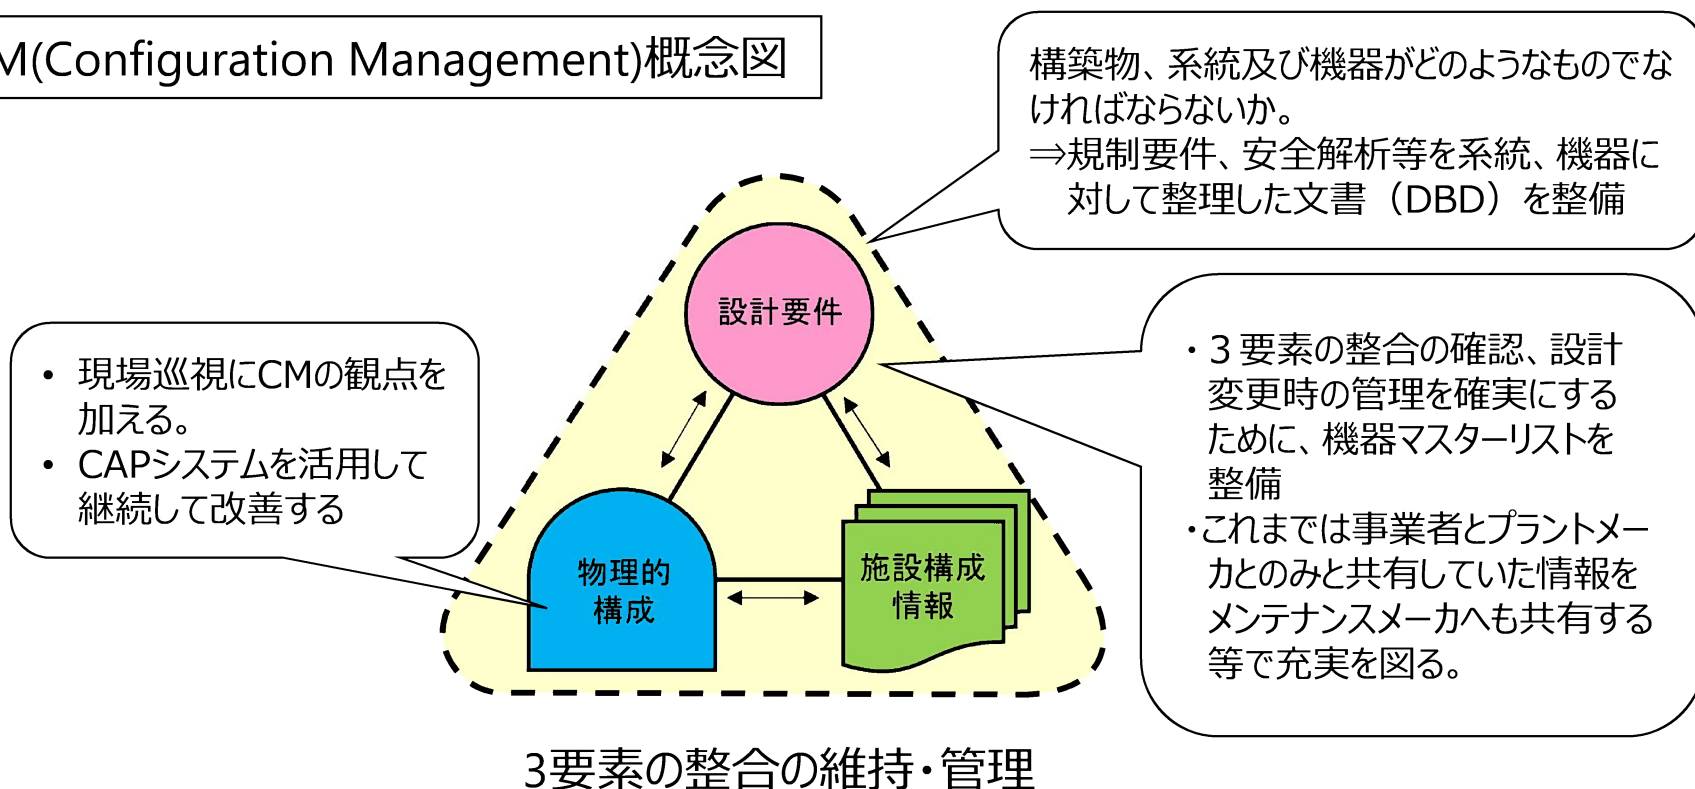 M(Configuration Management)概念図
構築物、系統及び機器がどのようなものでな
ければならないか。
⇒規制要件、安全解析等を系統、機器に
対して整理した文書（DBD）を整備
設計要件
• 現場巡視にCMの観点を
加える。
• CAPシステムを活用して
継続して改善する
・３要素の整合の確認、設計
変更時の管理を確実にする
ために、機器マスターリストを
整備
・これまでは事業者とプラントメー
カとのみと共有していた情報を
メンテナンスメーカへも共有する
等で充実を図る。
物理的
構成
施設構成
情報
3要素の整合の維持・管理